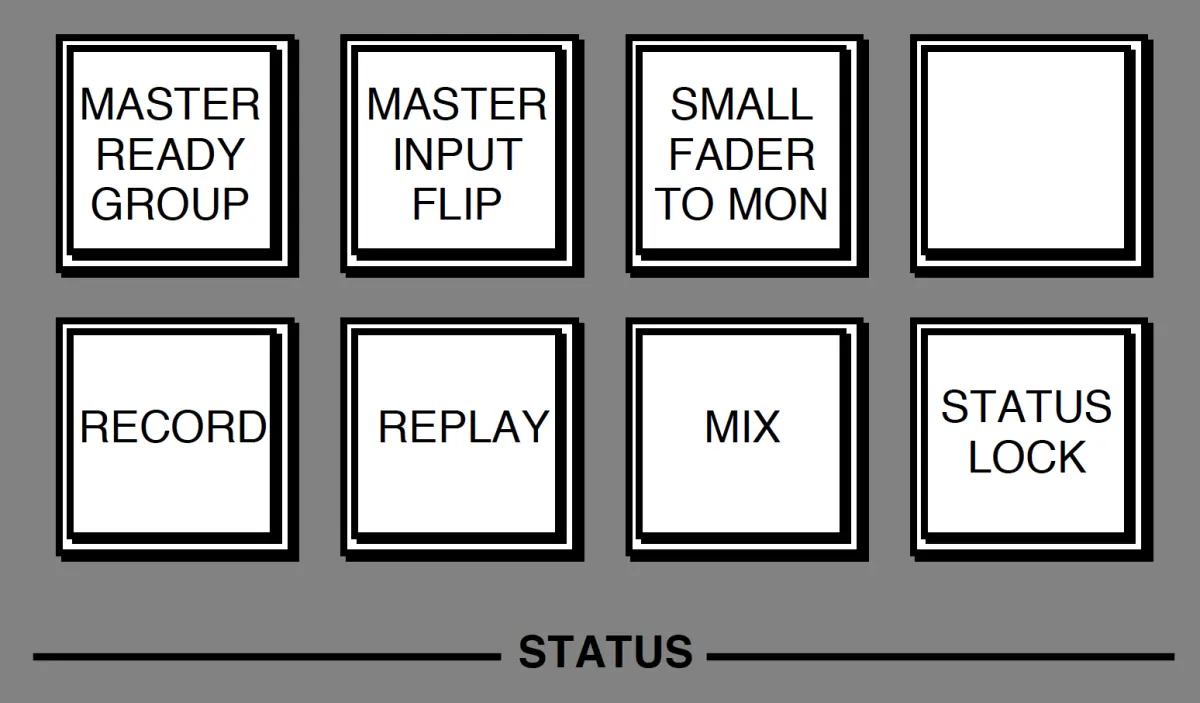 MASTER
READY
GROUP
MASTER
INPUT
FLIP
SMALL
FADER
TO MON
RECORD
REPLAY
MIX
STATUS
LOCK
STATUS